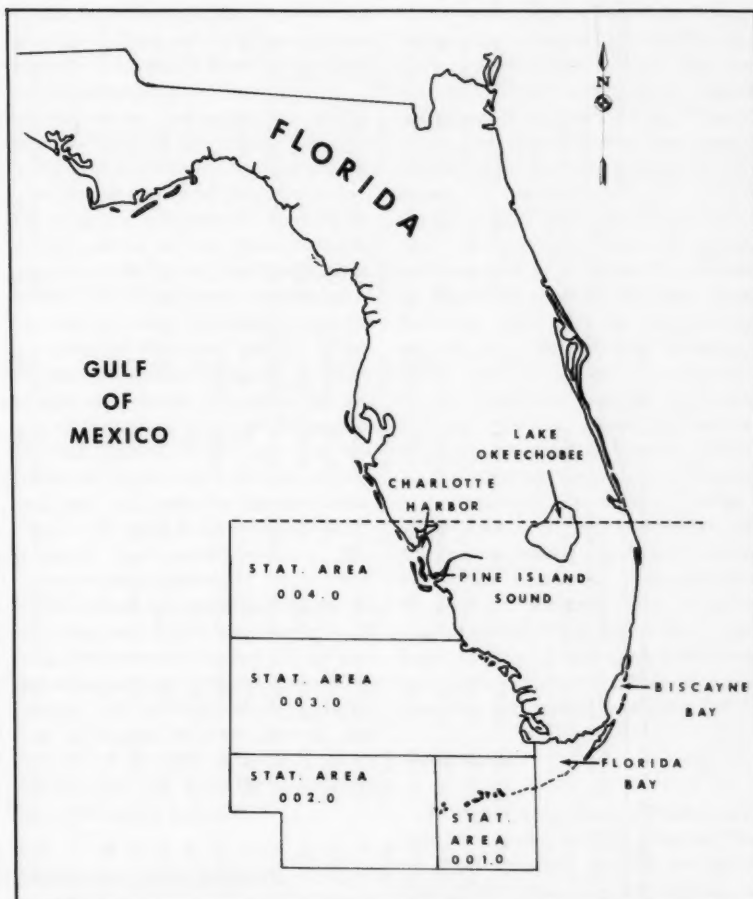 N
FLORIDA
GULF
OF
MEXICO
LAKE
OKEECHOBEE
CHARLOTTE
HARBOR
STAT. AREA
004.0
PINE ISLAND
SOUND
STAT. AREA
003.0
BISCAYNE
BAY
FLORIDA
BAY
STAT. AREA
002.0
STAT.
AREA
001.0